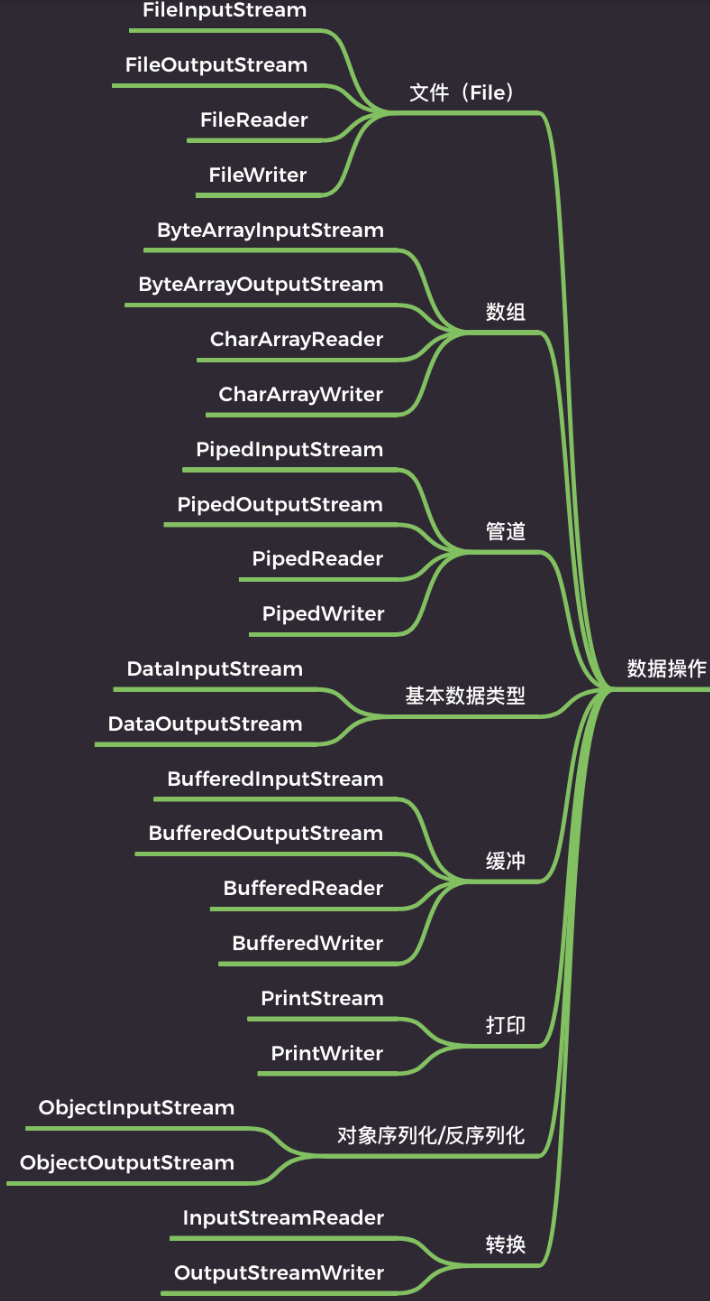 FileInputStream
FileOutputStream
文件（File）
FileReader
FileWriter
ByteArrayInputStream
ByteArrayOutputStream
数组
CharArrayReader
CharArrayWriter
PipedInputStream
PipedOutputStream
管道
PipedReader
PipedWriter
数据操作
DataInputStream
基本数据类型
DataOutputStream
BufferedInputStream
BufferedOutputStream
缓冲
BufferedReader
BufferedWriter
PrintStream
打印
PrintWriter
ObjectInputStream
对象序列化/反序列化
ObjectOutputStream
InputStreamReader
转换
OutputStreamWriter